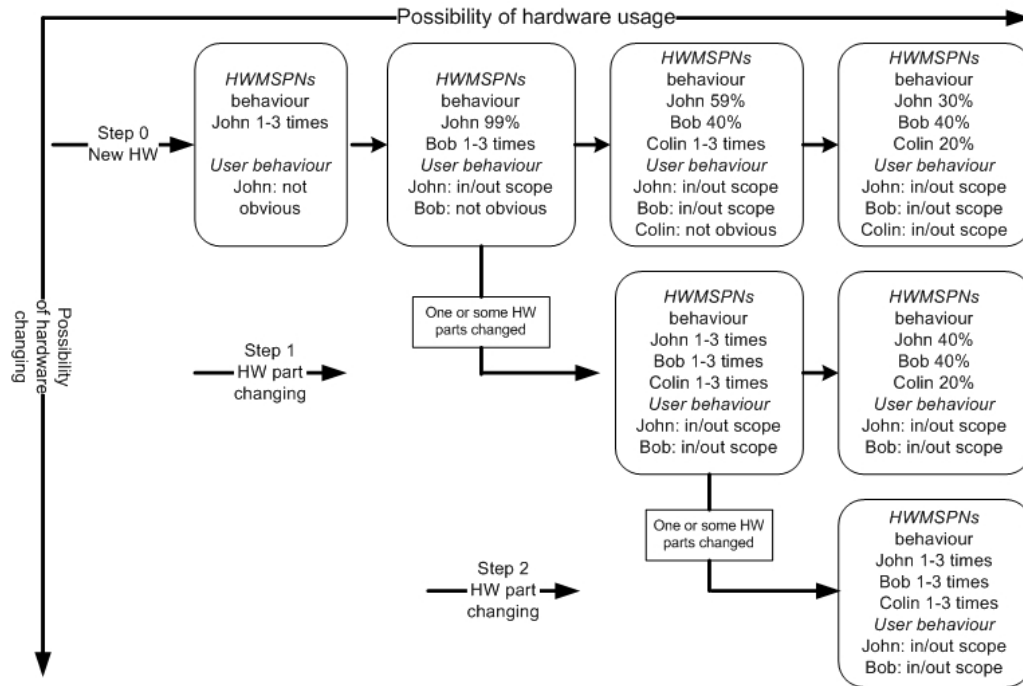 Possibility of hardware usage
Possibility
of hardware
changing
Step 0
New HW
HWMSPNs
behaviour
John 1-3 times
User behaviour
John: not
obvious
HWMSPNs
behaviour
John 99%
Bob 1-3 times
User behaviour
John: in/out scope
Bob: not obvious
HWMSPNs
behaviour
John 59%
Bob 40%
Colin 1-3 times
User behaviour
John: in/out scope
Bob: in/out scope
Colin: not obvious
HWMSPNs
behaviour
John 30%
Bob 40%
Colin 20%
User behaviour
John: in/out scope
Bob: in/out scope
Colin: in/out scope
One or some HW
parts changed
Step 1
HW part
changing
HWMSPNs
behaviour
John 1-3 times
Bob 1-3 times
Colin 1-3 times
User behaviour
John: in/out scope
Bob: in/out scope
HWMSPNs
behaviour
John 40%
Bob 40%
Colin 20%
User behaviour
John: in/out scope
Bob: in/out scope
One or some HW
parts changed
Step 2
HW part
changing
HWMSPNs
behaviour
John 1-3 times
Bob 1-3 times
Colin 1-3 times
User behaviour
John: in/out scope
Bob: in/out scope